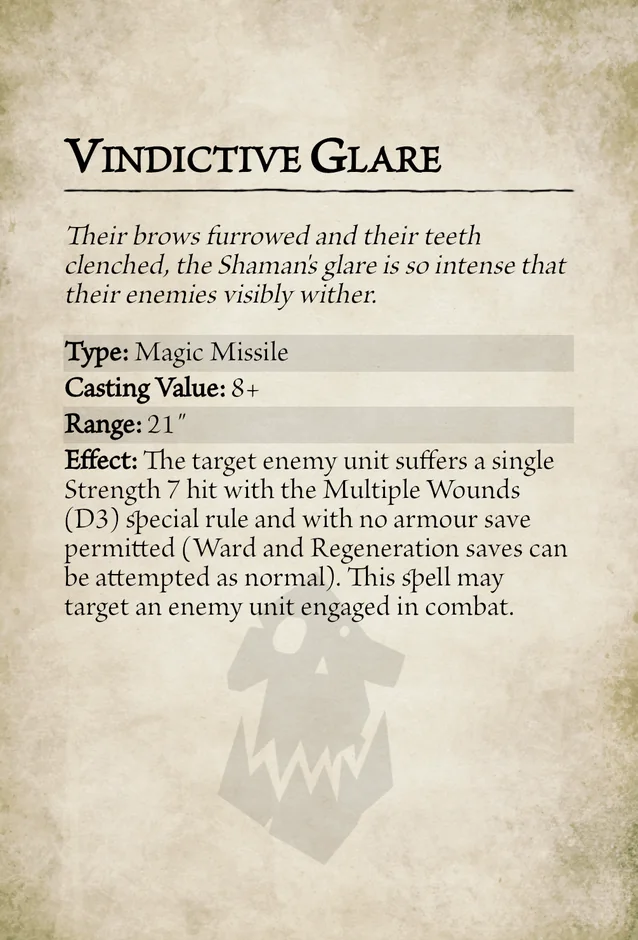 Vindictive Glare
Their brows furrowed and their teeth
clenched, the Shaman's glare is so intense that
their enemies visibly wither.
Type: Magic Missile
Casting Value: 8+
Range: 21"
Effect: The target enemy unit suffers a single
Strength 7 hit with the Multiple Wounds
(D3) special rule and with no armour save
permitted (Ward and Regeneration saves can
be attempted as normal). This spell may
target an enemy unit engaged in combat.